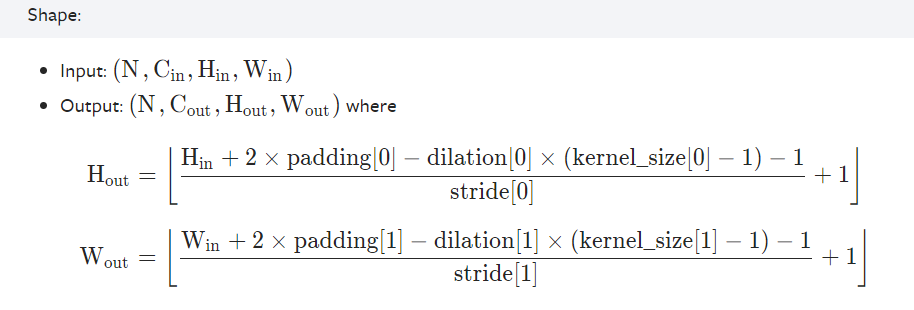 Shape:
• Input: (N, C_in, H_in, W_in)
• Output: (N, C_out, H_out, W_out) where
H_out = ⌊(H_in + 2 × padding[0] − dilation[0] × (kernel_size[0] − 1) − 1) / stride[0] + 1⌋
W_out = ⌊(W_in + 2 × padding[1] − dilation[1] × (kernel_size[1] − 1) − 1) / stride[1] + 1⌋